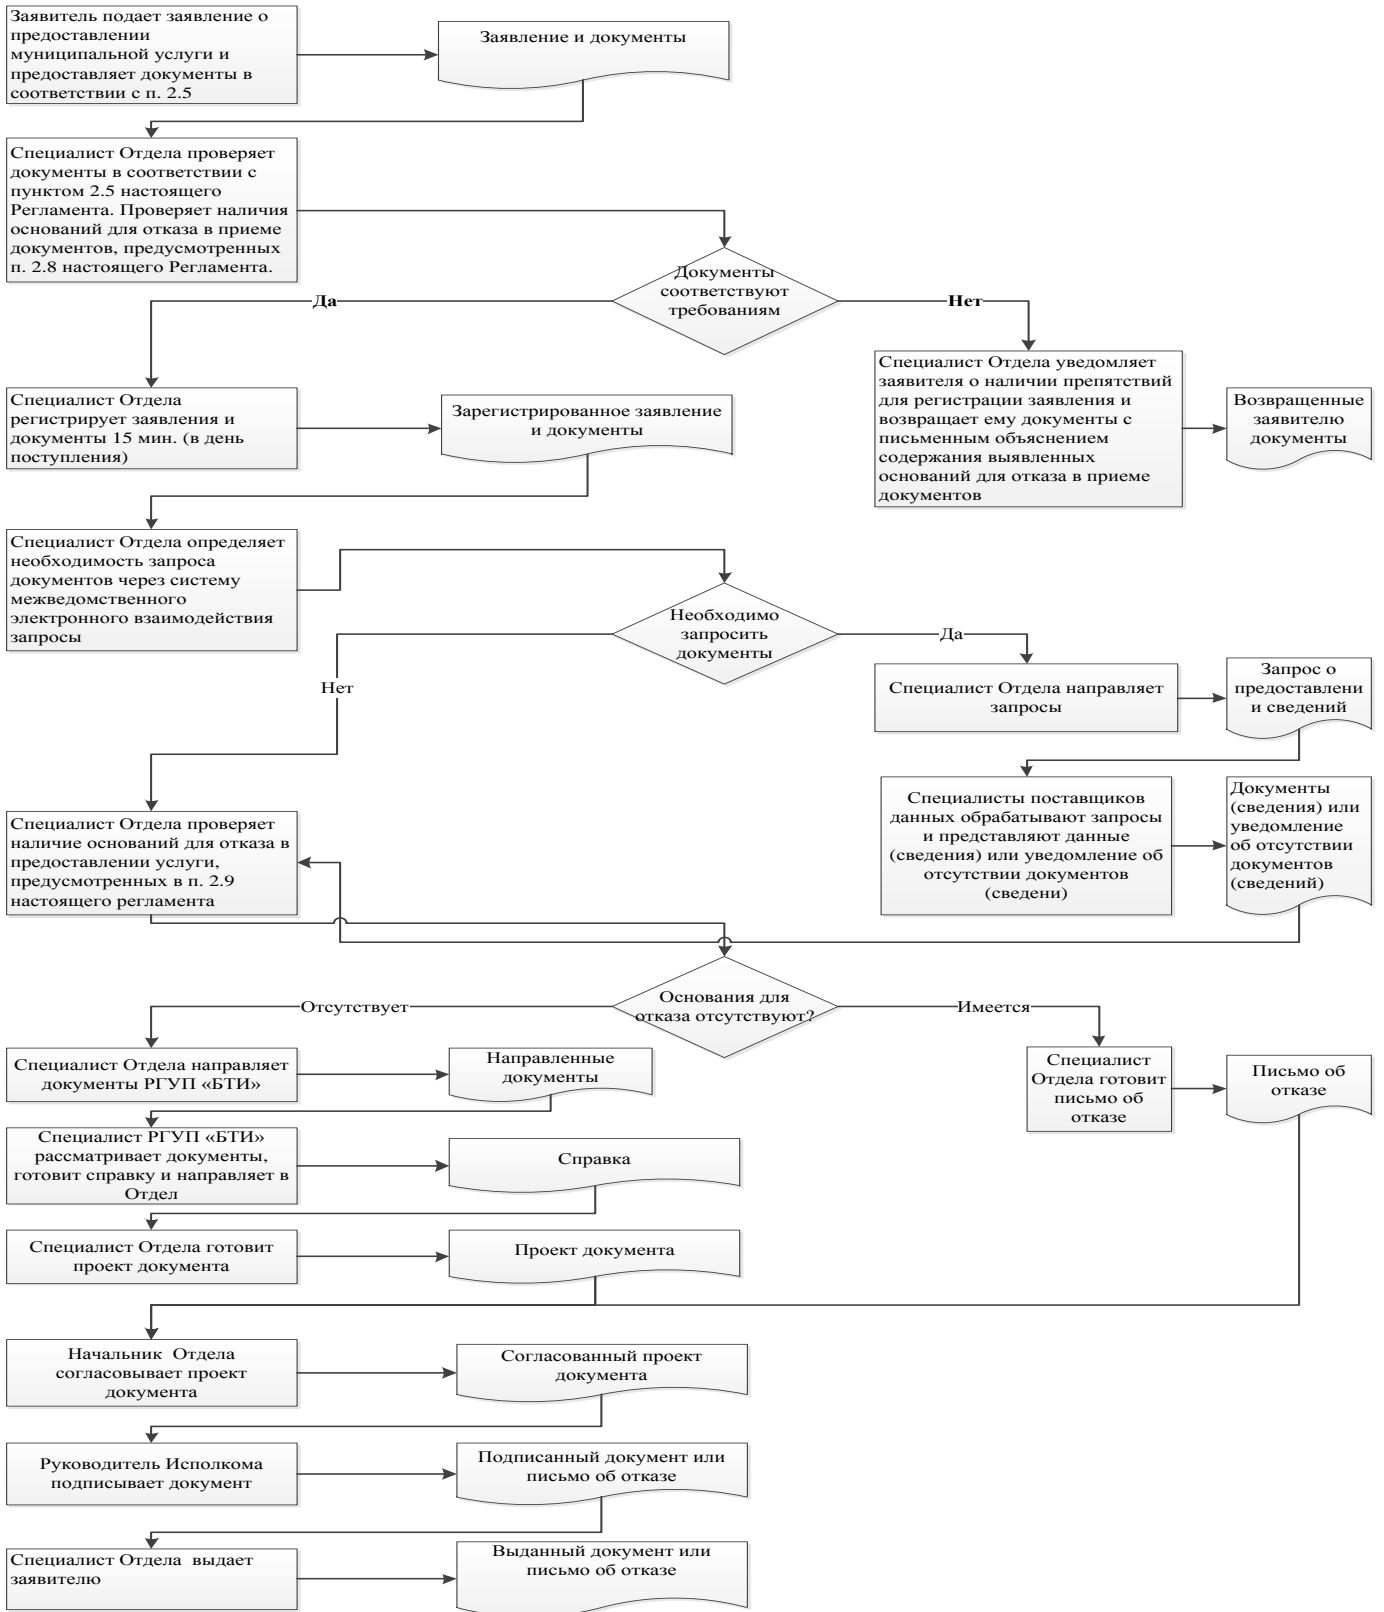 Заявитель подает заявление о
предоставлении
муниципальной услуги и
предоставляет документы в
соответствии с п. 2.5
Заявление и документы
Специалист Отдела проверяет
документы в соответствии с
пунктом 2.5 настоящего
Регламента. Проверяет наличия
оснований для отказа в приеме
документов, предусмотренных
п. 2.8 настоящего Регламента.
Документы
соответствуют
требованиям
Да
Нет
Специалист Отдела уведомляет
заявителя о наличии препятствий
для регистрации заявления и
возвращает ему документы с
письменным объяснением
содержания выявленных
оснований для отказа в приеме
документов
Возвращенные
заявителю
документы
Специалист Отдела
регистрирует заявления и
документы 15 мин. (в день
поступления)
Зарегистрированное заявление
и документы
Специалист Отдела определяет
необходимость запроса
документов через систему
межведомственного
электронного взаимодействия
запросы
Необходимо
запросить
документы
Да
Нет
Специалист Отдела направляет
запросы
Запрос о
предоставлени
и сведений
Специалисты поставщиков
данных обрабатывают запросы
и представляют данные
(сведения) или уведомление об
отсутствии документов
(сведени)
Документы
(сведения) или
уведомление
об отсутствии
документов
(сведений)
Специалист Отдела проверяет
наличие оснований для отказа в
предоставлении услуги,
предусмотренных в п. 2.9
настоящего регламента
Основания для
отказа отсутствуют?
Отсутствует
Имеется
Специалист Отдела направляет
документы РГУП «БТИ»
Направленные
документы
Специалист
Отдела готовит
письмо об
отказе
Письмо об
отказе
Специалист РГУП «БТИ»
рассматривает документы,
готовит справку и направляет в
Отдел
Справка
Специалист Отдела готовит
проект документа
Проект документа
Начальник Отдела
согласовывает проект
документа
Согласованный проект
документа
Руководитель Исполкома
подписывает документ
Подписанный документ или
письмо об отказе
Специалист Отдела выдает
заявителю
Выданный документ или
письмо об отказе